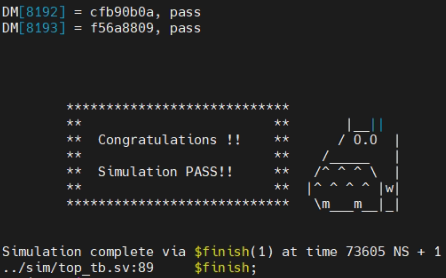 DM[8192] = cfb90b0a, pass
DM[8193] = f56a8809, pass
****************************
** ** |__||
** Congratulations !! ** / O.O |
** ** /_____ |
** Simulation PASS!! ** /^ ^ ^ \ |
** ** |^ ^ ^ ^ |w|
**************************** \m___m__|_|
Simulation complete via $finish(1) at time 73605 NS + 1
../sim/top_tb.sv:89 $finish;